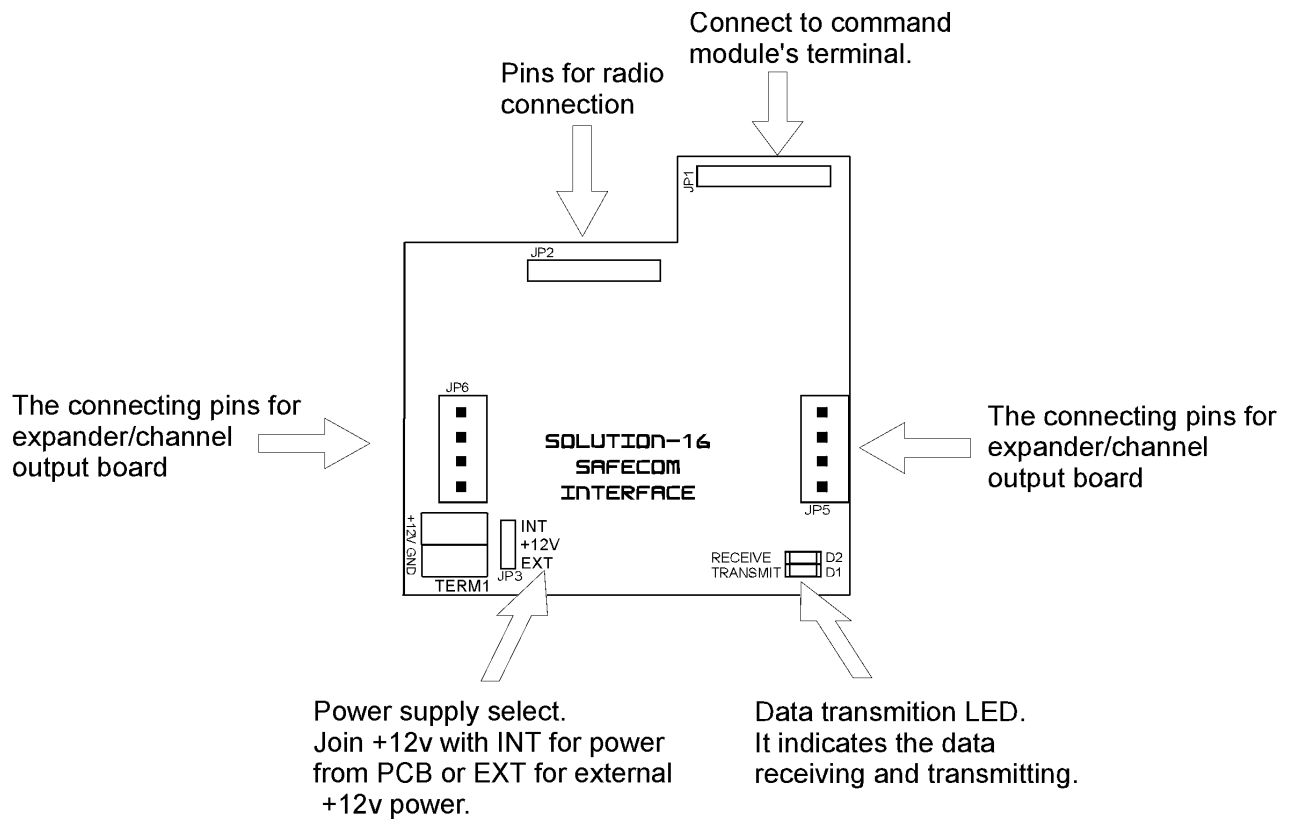 Connect to command
module's terminal.
Pins for radio
connection
JP1
JP2
The connecting pins for
expander/channel
output board
JP6
SOLUTION-16
SAFECOM
INTERFACE
The connecting pins for
expander/channel
output board
JP5
+12V GND
TERM1
JP3
INT
+12V
EXT
RECEIVE D2
TRANSMIT D1
Power supply select.
Join +12v with INT for power
from PCB or EXT for external
+12v power.
Data transmition LED.
It indicates the data
receiving and transmitting.